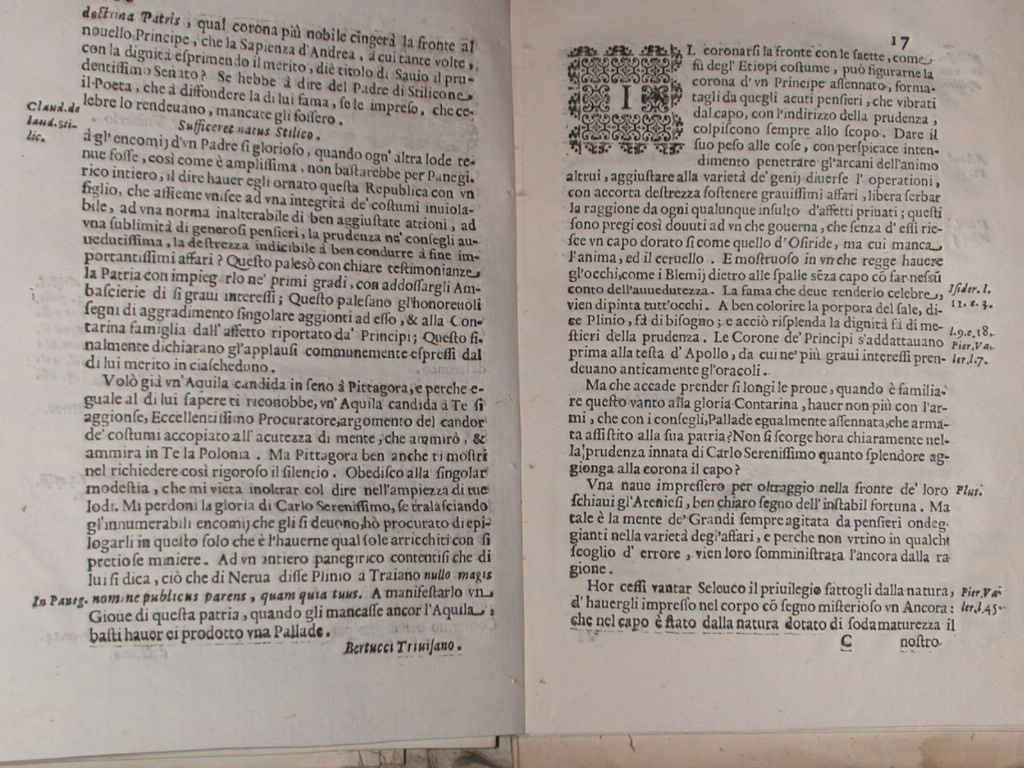 doctrina Patris, qual corona più nobile cingerà la fronte al
nouello Principe, che la Sapienza d'Andrea, à cui tante volte,
con la dignità esprimendo il merito, diè titolo di Sauio il pru-
dentissimo Senato? Se hebbe à dire del Padre di Stilicone
il Poeta, che à diffondere la di lui fama, sole impreso, che ce-
lebre lo rendeuano, mancate gli fossero.
Claud. de
laud. Sti-
lic.
Sufficeret natus Stilico.
à gl'encomij d'vn Padre sì glorioso, quando ogn'altra lode te-
nue fosse, così come è amplissima, non bastarebbe per Panegi-
rico intiero, il dire hauer egli ornato questa Republica con vn
figlio, che assieme vnisce ad vna integrità de' costumi inuiola-
bile, ad vna norma inalterabile di ben aggiustate attioni, ad
vna sublimità di generosi pensieri, la prudenza ne' consegli au-
uedutissima, la destrezza indicibile à ben condurre à fine im-
portantissimi affari? Questo palesò con chiare testimonianze
la Patria con impiegarlo ne' primi gradi, con addossargli Am-
bascierie di sì graui interessi; Questo palesano gl'honoreuoli
segni di aggradimento singolare aggionti ad esso, & alla Con-
tarina famiglia dall'affetto riportato da' Principi; Questo fi-
nalmente dichiarano gl'applausi communemente espressi dal
di lui merito in ciascheduno.
Volò già vn'Aquila candida in seno à Pittagora, e perche e-
guale al di lui sapere ti riconobbe, vn'Aquila candida à Te si
aggionse, Eccellentissimo Procuratore, argomento del candor
de' costumi accopiato all'acutezza di mente, che ammirò, &
ammira in Te la Polonia. Ma Pittagora ben anche ti mostri
nel richiedere così rigoroso il silentio. Obedisco alla singolar
modestia, che mi vieta inoltrar col dire nell'ampiezza di tue
lodi. Mi perdoni la gloria di Carlo Serenissimo, se tralasciando
gl'innumerabili encomij che gli si deuono, hò procurato di epi-
logarli in questo solo che è l'hauerne qual sole arricchiti con sì
pretiose miniere. Ad vn intiero panegirico contentisi che di
lui si dica, ciò che di Nerua disse Plinio à Traiano nullo magis
In Paneg.
nomine publicus parens, quam quia tuus. A manifestarlo vn
Gioue di questa patria, quando gli mancasse ancor l'Aquila,
basti hauer ei prodotto vna Pallade.
Bertucci Triuisano.
17
IL coronarsi la fronte con le saette, come
fù degl'Etiopi costume, può figurarne la
corona d'vn Principe assennato, forma-
tagli da quegli acuti pensieri, che vibrati
dal capo, con l'indirizzo della prudenza,
colpiscono sempre allo scopo. Dare il
suo peso alle cose, con perspicace inten-
dimento penetrare gl'arcani dell'animo
altrui, aggiustare alla varietà de' genij diuerse l'operationi,
con accorta destrezza sostenere grauissimi affari, libera serbar
la raggione da ogni qualunque insulto d'affetti priuati; questi
sono pregi così douuti ad vn che gouerna, che senza d'essi rie-
sce vn capo dorato sì come quello d'Osiride, ma cui manca
l'anima, ed il ceruello. E mostruoso in vn che regge hauere
gl'occhi, come i Blemij dietro alle spalle sēza capo cō far nessū
conto dell'auuedutezza. La fama che deue renderlo celebre,
vien dipinta tutt'occhi. A ben colorire la porpora del sale, di-
ce Plinio, fà di bisogno; e acciò risplenda la dignità fà di me-
stieri della prudenza. Le Corone de' Principi s'addattauano
prima alla testa d'Apollo, da cui ne' più graui interessi pren-
deuano anticamente gl'oracoli.
Isider. l.
12. c. 3.
l.9.c.18.
Pier. Va.
ler. l.7.
Ma che accade prender sì longi le proue, quando è familia-
re questo vanto alla gloria Contarina, hauer non più con l'ar-
mi, che con i consegli, Pallade egualmente assennata, che arma-
ta assistito alla sua patria? Non si scorge hora chiaramente nel-
la prudenza innata di Carlo Serenissimo quanto splendore ag-
gionga alla corona il capo?
Vna naue impressero per oltraggio nella fronte de' loro
schiaui gl'Ateniesi, ben chiaro segno dell'instabil fortuna. Ma
tale è la mente de' Grandi sempre agitata da pensieri ondeg-
gianti nella varietà degl'affari, e perche non vrtino in qualche
scoglio d'errore, vien loro somministrata l'ancora dalla ra-
gione.
Plut.
Hor cessi vantar Seleuco il priuilegio fattogli dalla natura,
d'hauergli impresso nel corpo cō segno misterioso vn Ancora:
che nel capo è stato dalla natura dotato di soda maturezza il
Pier. Va-
ler. l.45.
C nostro